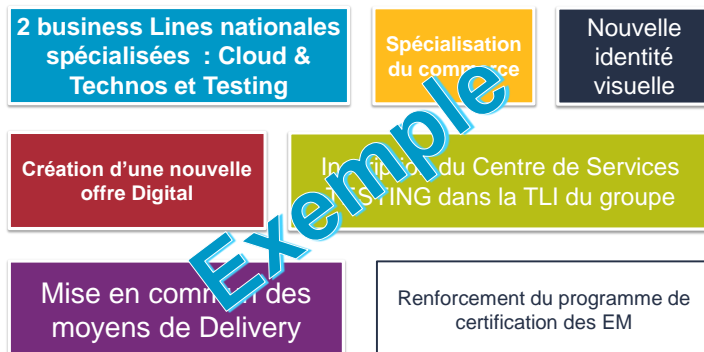 2 business Lines nationales
spécialisées : Cloud &
Technos et Testing
Spécialisation
du commerce
Nouvelle
identité
visuelle
Création d'une nouvelle
offre Digital
Inscription du Centre de Services
TESTING dans la TLI du groupe
Exemple
Mise en commun des
moyens de Delivery
Renforcement du programme de
certification des EM